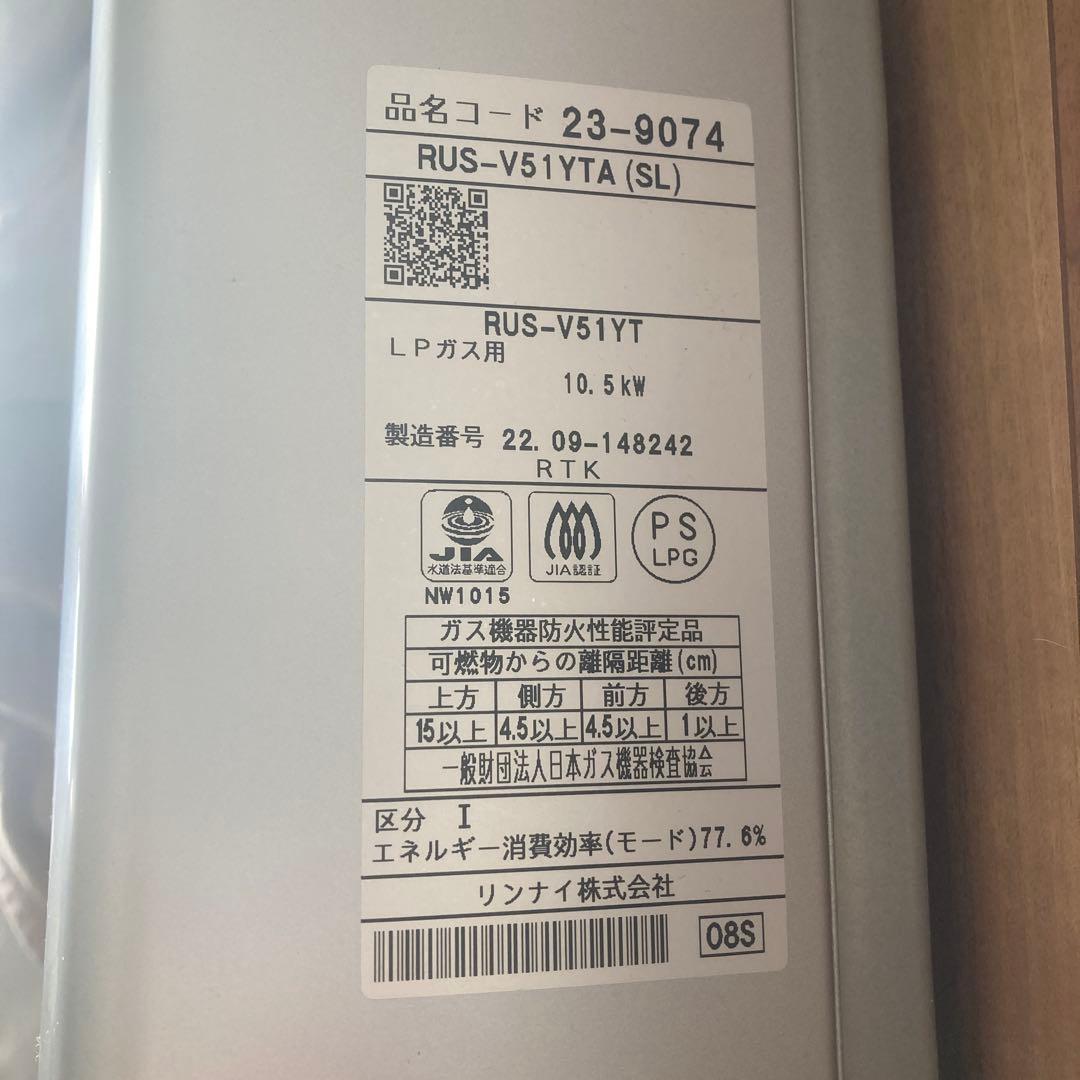 品名コード 23-9074
RUS-V51YTA(SL)
RUS-V51YT
LPガス用
10.5kW
製造番号 22.09-148242
RTK
JIA
水道法基準適合
JIA認証
PS
LPG
NW1015
ガス機器防火性能評定品
可燃物からの離隔距離(cm)
上方 側方 前方 後方
15以上 4.5以上 4.5以上 1以上
一般財団法人日本ガス機器検査協会
区分 I
エネルギー消費効率(モード)77.6%
リンナイ株式会社
08S